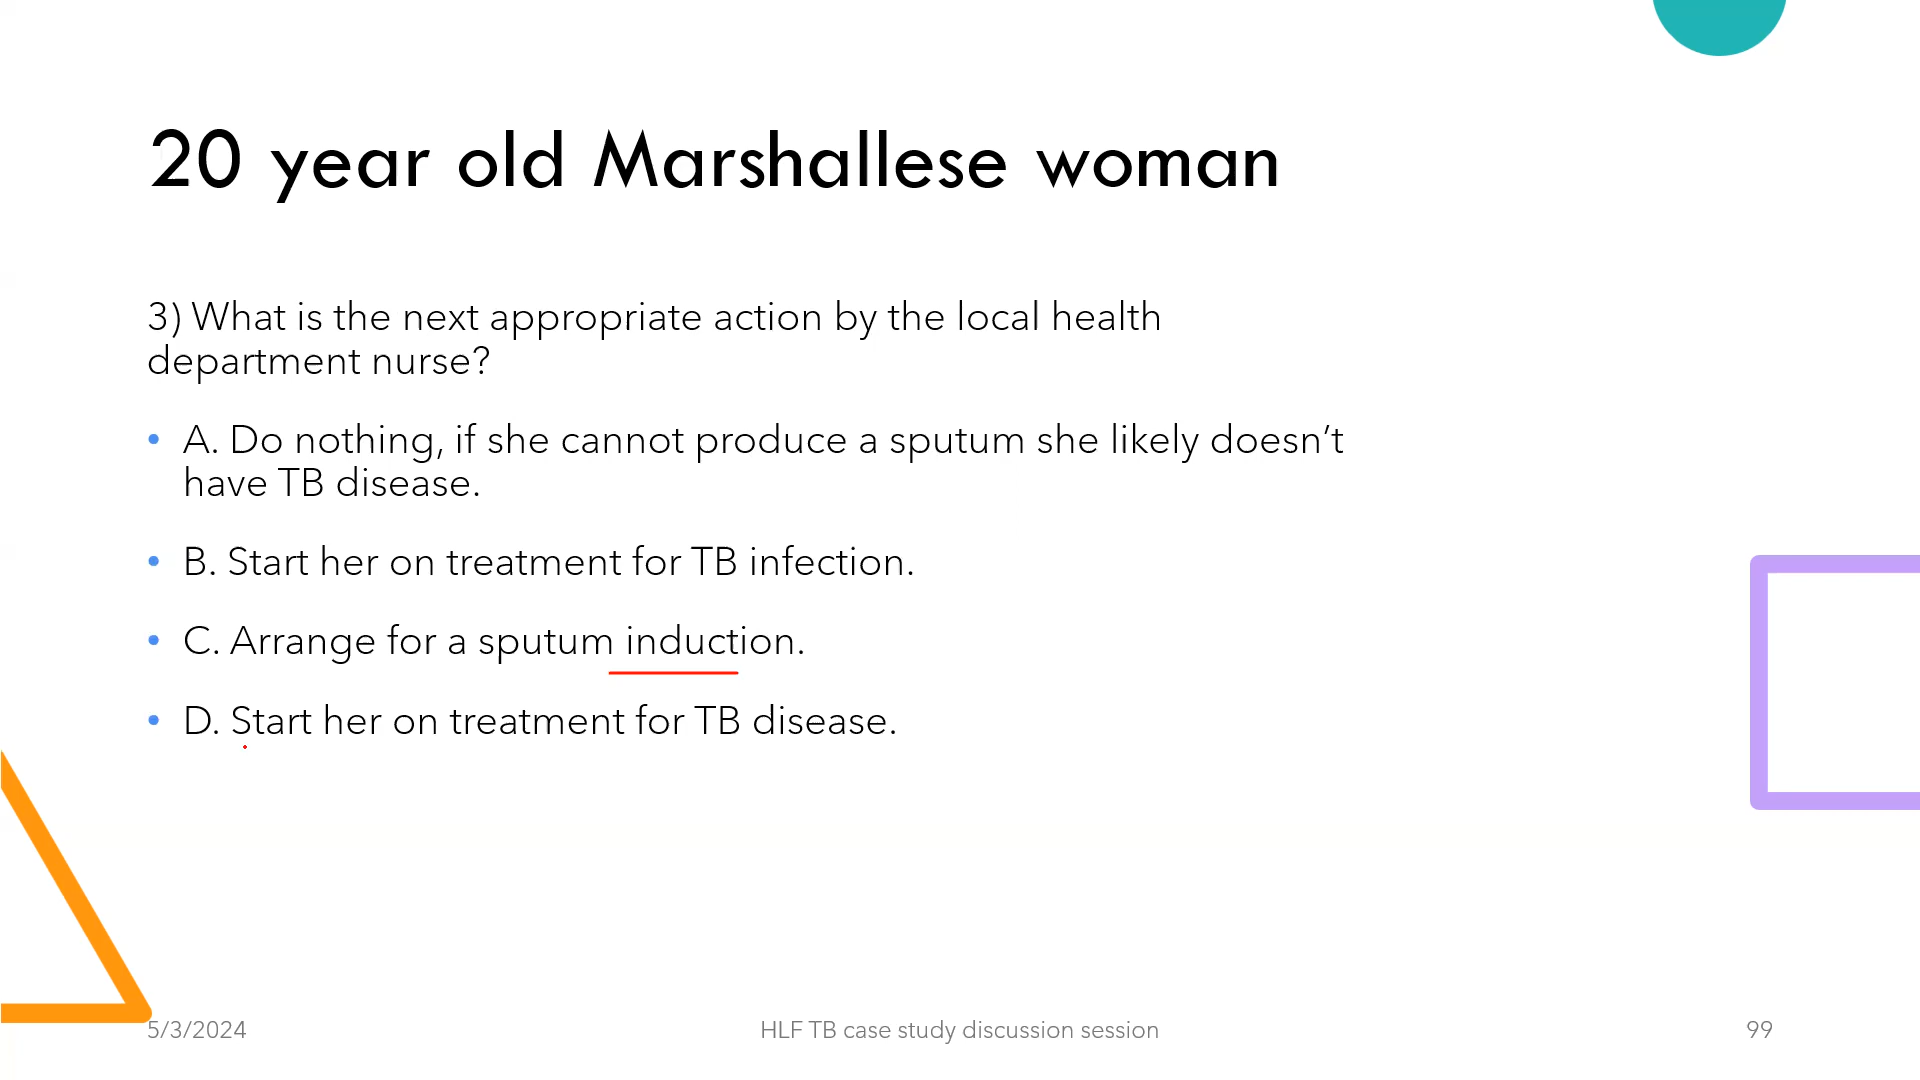 20 year old Marshallese woman
3) What is the next appropriate action by the local health
department nurse?
• A. Do nothing, if she cannot produce a sputum she likely doesn’t
have TB disease.
• B. Start her on treatment for TB infection.
• C. Arrange for a sputum induction.
• D. Start her on treatment for TB disease.
5/3/2024
HLF TB case study discussion session
99